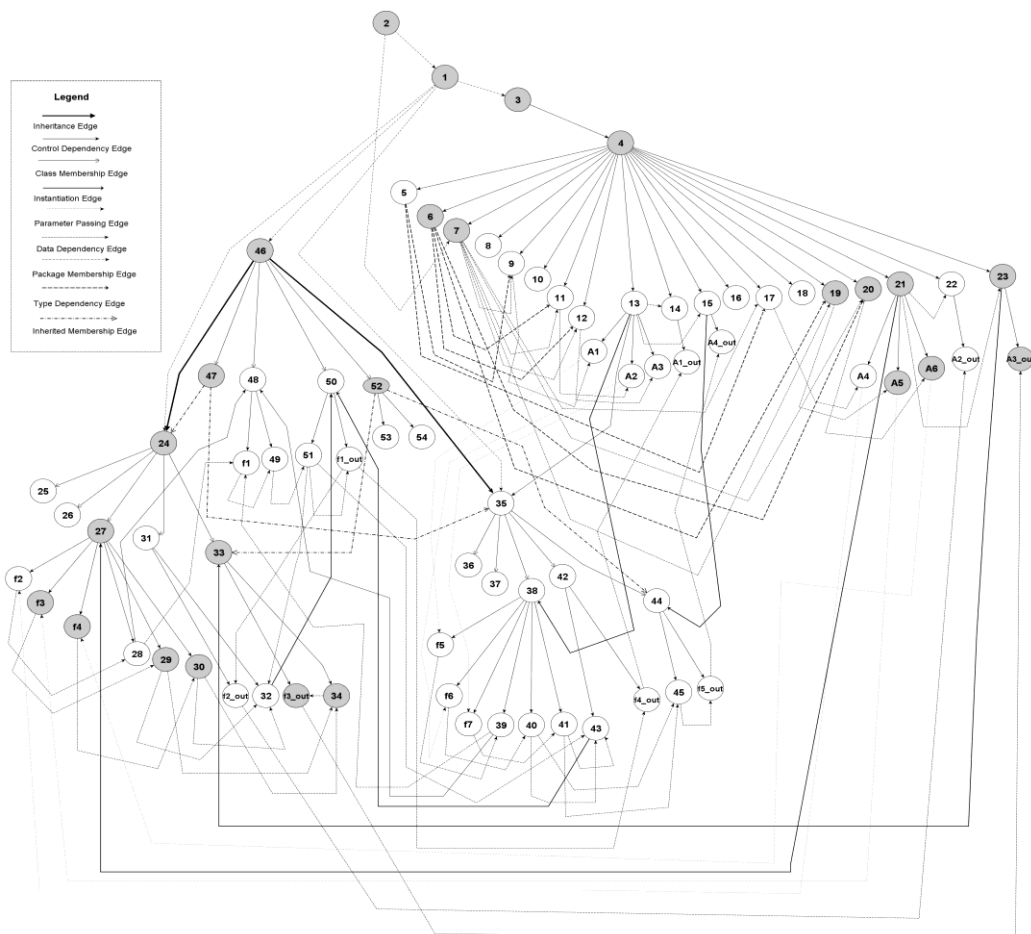 2
1
3
Legend
Inheritance Edge
Control Dependency Edge
Class Membership Edge
Instantiation Edge
Parameter Passing Edge
Data Dependency Edge
Package Membership Edge
Type Dependency Edge
Inherited Membership Edge
4
5
6
7
8
9
10
11
12
13
14
15
16
17
18
19
20
21
22
23
46
A1
A2
A3
A1_out
A4_out
A4
A5
A6
A2_out
A3_out
47
48
50
52
53
54
24
f1
49
51
f1_out
25
26
27
31
33
35
36
37
38
42
44
f2
f3
f4
28
29
30
f2_out
32
f3_out
34
f5
f6
f7
39
40
41
43
f4_out
45
f5_out